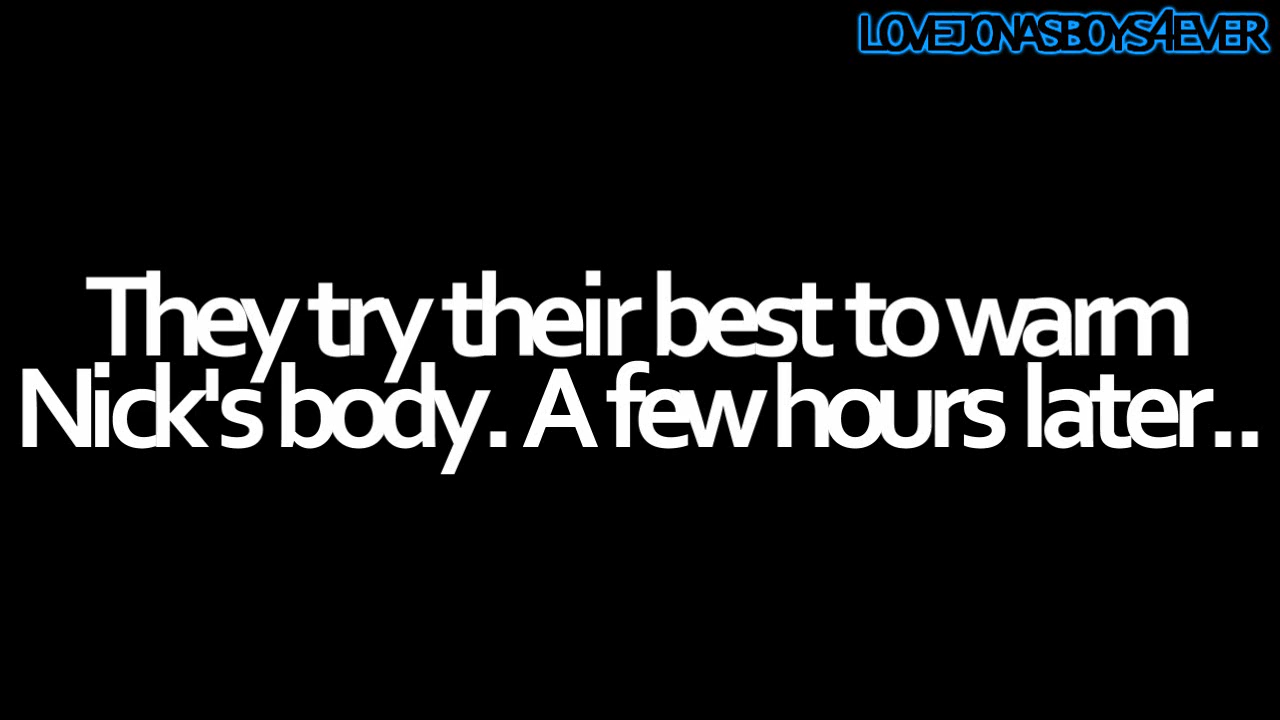 LOVEJONASBOYS4EVER
They try their best to warm
Nick's body. A few hours later..